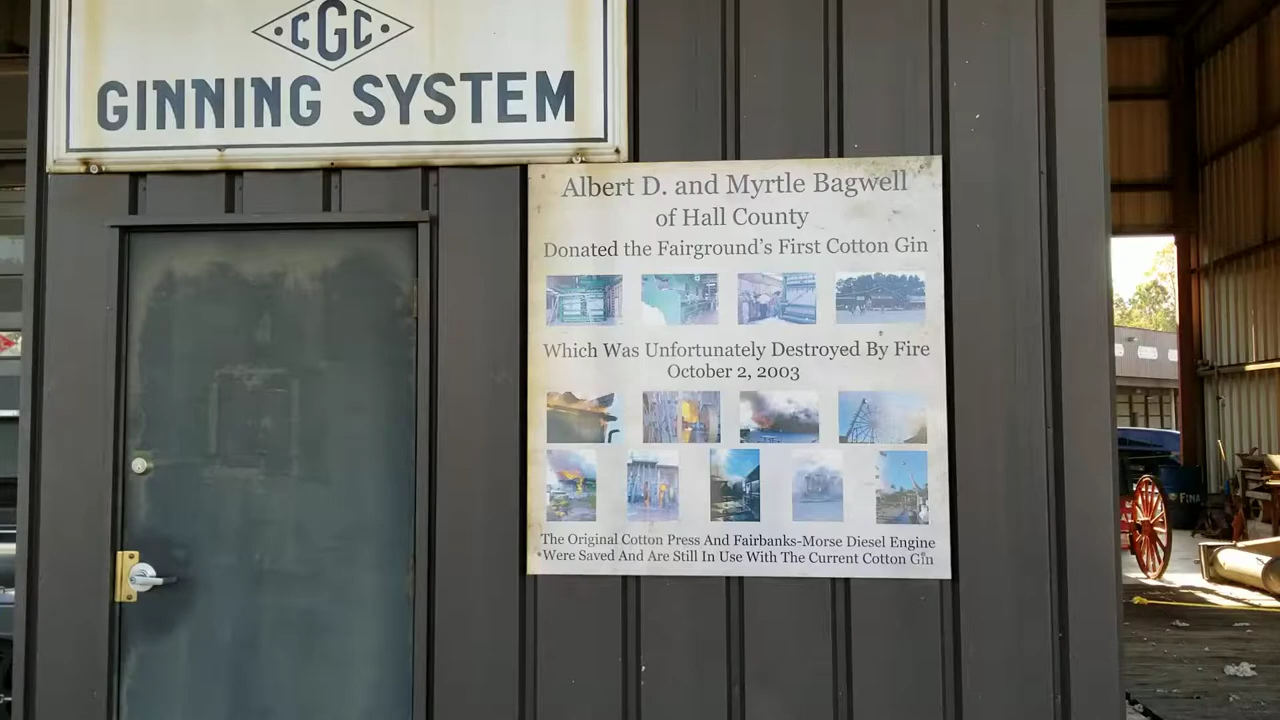 CGC
GINNING SYSTEM
Albert D. and Myrtle Bagwell
of Hall County
Donated the Fairground's First Cotton Gin
Which Was Unfortunately Destroyed By Fire
October 2, 2003
The Original Cotton Press And Fairbanks-Morse Diesel Engine
Were Saved And Are Still In Use With The Current Cotton Gin
FINA